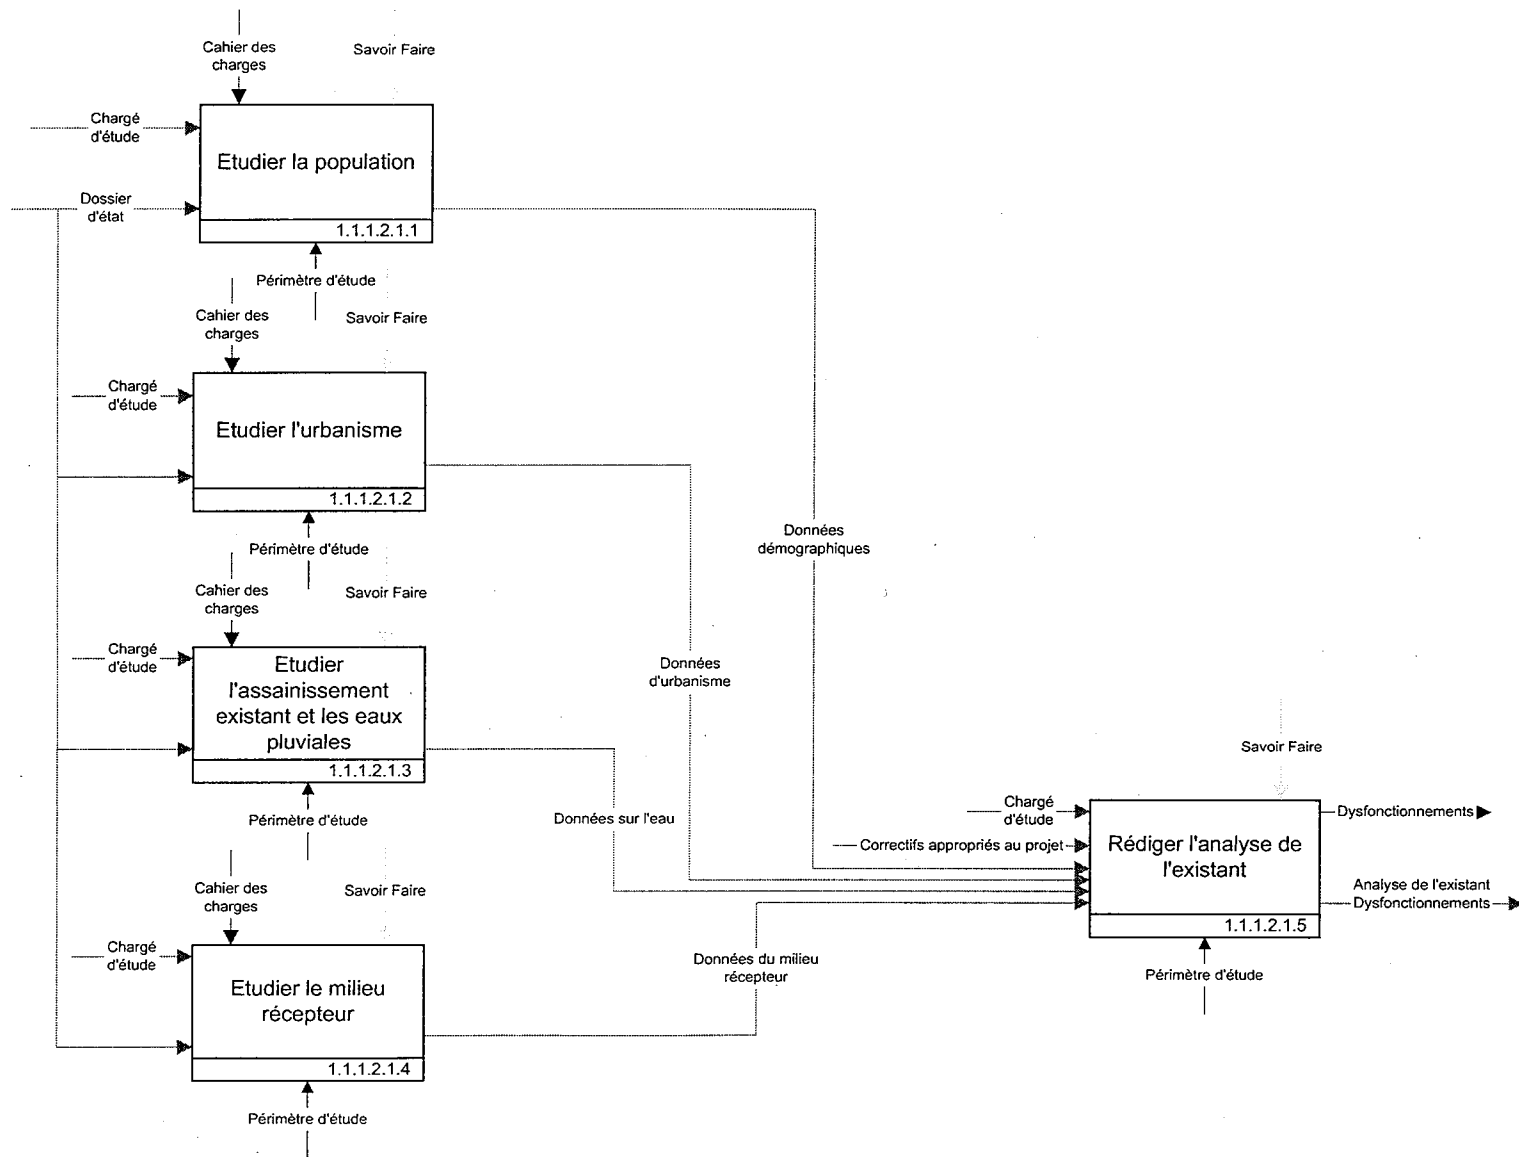 Cahier des
charges
Savoir Faire
Chargé
d'étude
Etudier la population
Dossier
d'état
1.1.1.2.1.1
Périmètre d'étude
Cahier des
charges
Savoir Faire
Chargé
d'étude
Etudier l'urbanisme
1.1.1.2.1.2
Données
démographiques
Périmètre d'étude
Cahier des
charges
Savoir Faire
Chargé
d'étude
Etudier
l'assainissement
existant et les eaux
pluviales
1.1.1.2.1.3
Données
d'urbanisme
Périmètre d'étude
Données sur l'eau
Savoir Faire
Chargé
d'étude
Correctifs appropriés au projet
Rédiger l'analyse de
l'existant
1.1.1.2.1.5
Dysfonctionnements
Analyse de l'existant
Dysfonctionnements
Périmètre d'étude
Cahier des
charges
Savoir Faire
Chargé
d'étude
Etudier le milieu
récepteur
1.1.1.2.1.4
Données du milieu
récepteur
Périmètre d'étude